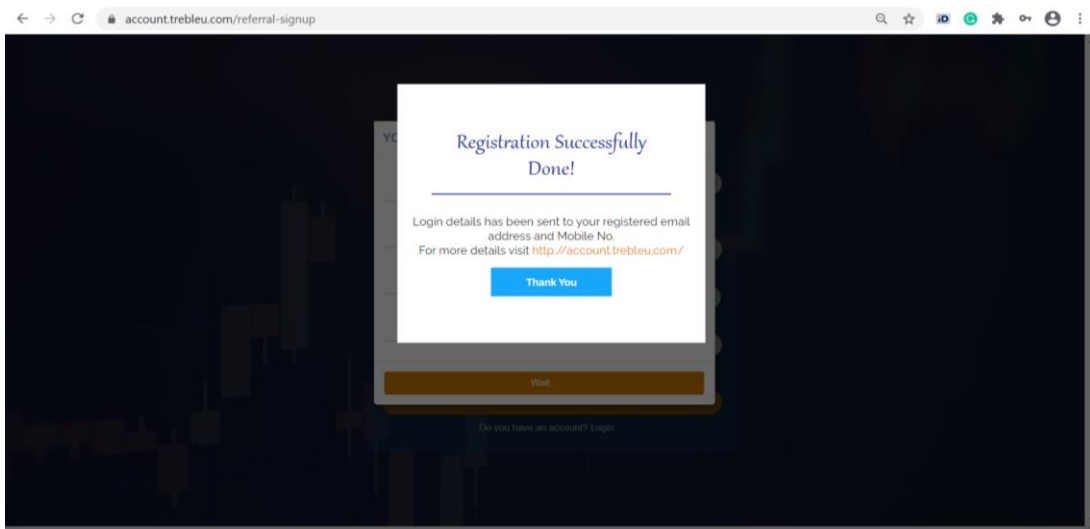 account.trebleu.com/referral-signup
iD
G
YO
Registration Successfully
Done!
Login details has been sent to your registered email
address and Mobile No.
For more details visit http://account.trebleu.com/
Thank You
Wait...
Do you have an account? Login